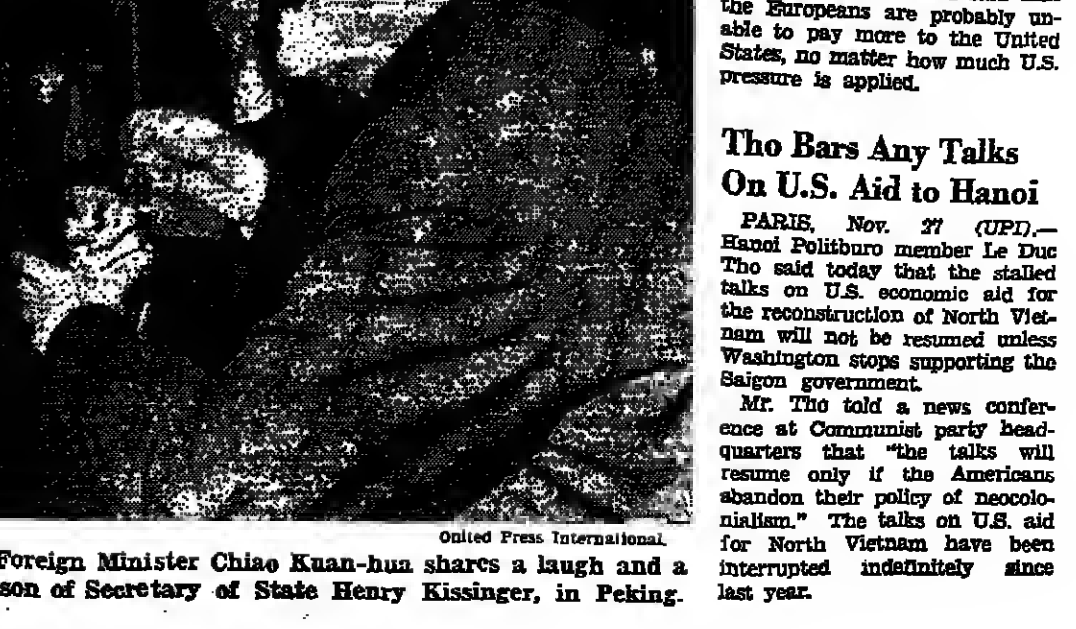 United Press International.
Foreign Minister Chiao Kuan-hua shares a laugh and a
son of Secretary of State Henry Kissinger, in Peking.
the Europeans are probably un-
able to pay more to the United
States, no matter how much U.S.
pressure is applied.
Tho Bars Any Talks
On U.S. Aid to Hanoi
PARIS, Nov. 27 (UPI).—
Hanoi Politburo member Le Duc
Tho said today that the stalled
talks on U.S. economic aid for
the reconstruction of North Viet-
nam will not be resumed unless
Washington stops supporting the
Saigon government.
Mr. Tho told a news confer-
ence at Communist party head-
quarters that "the talks will
resume only if the Americans
abandon their policy of neocolo-
nialism." The talks on U.S. aid
for North Vietnam have been
interrupted indefinitely since
last year.